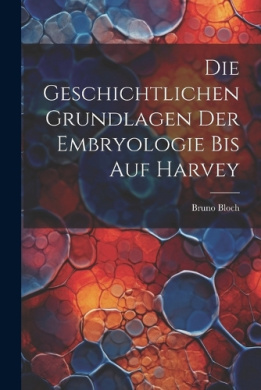 Die
Geschichtlichen
Grundlagen Der
Embryologie Bis
Auf Harvey
Bruno Bloch